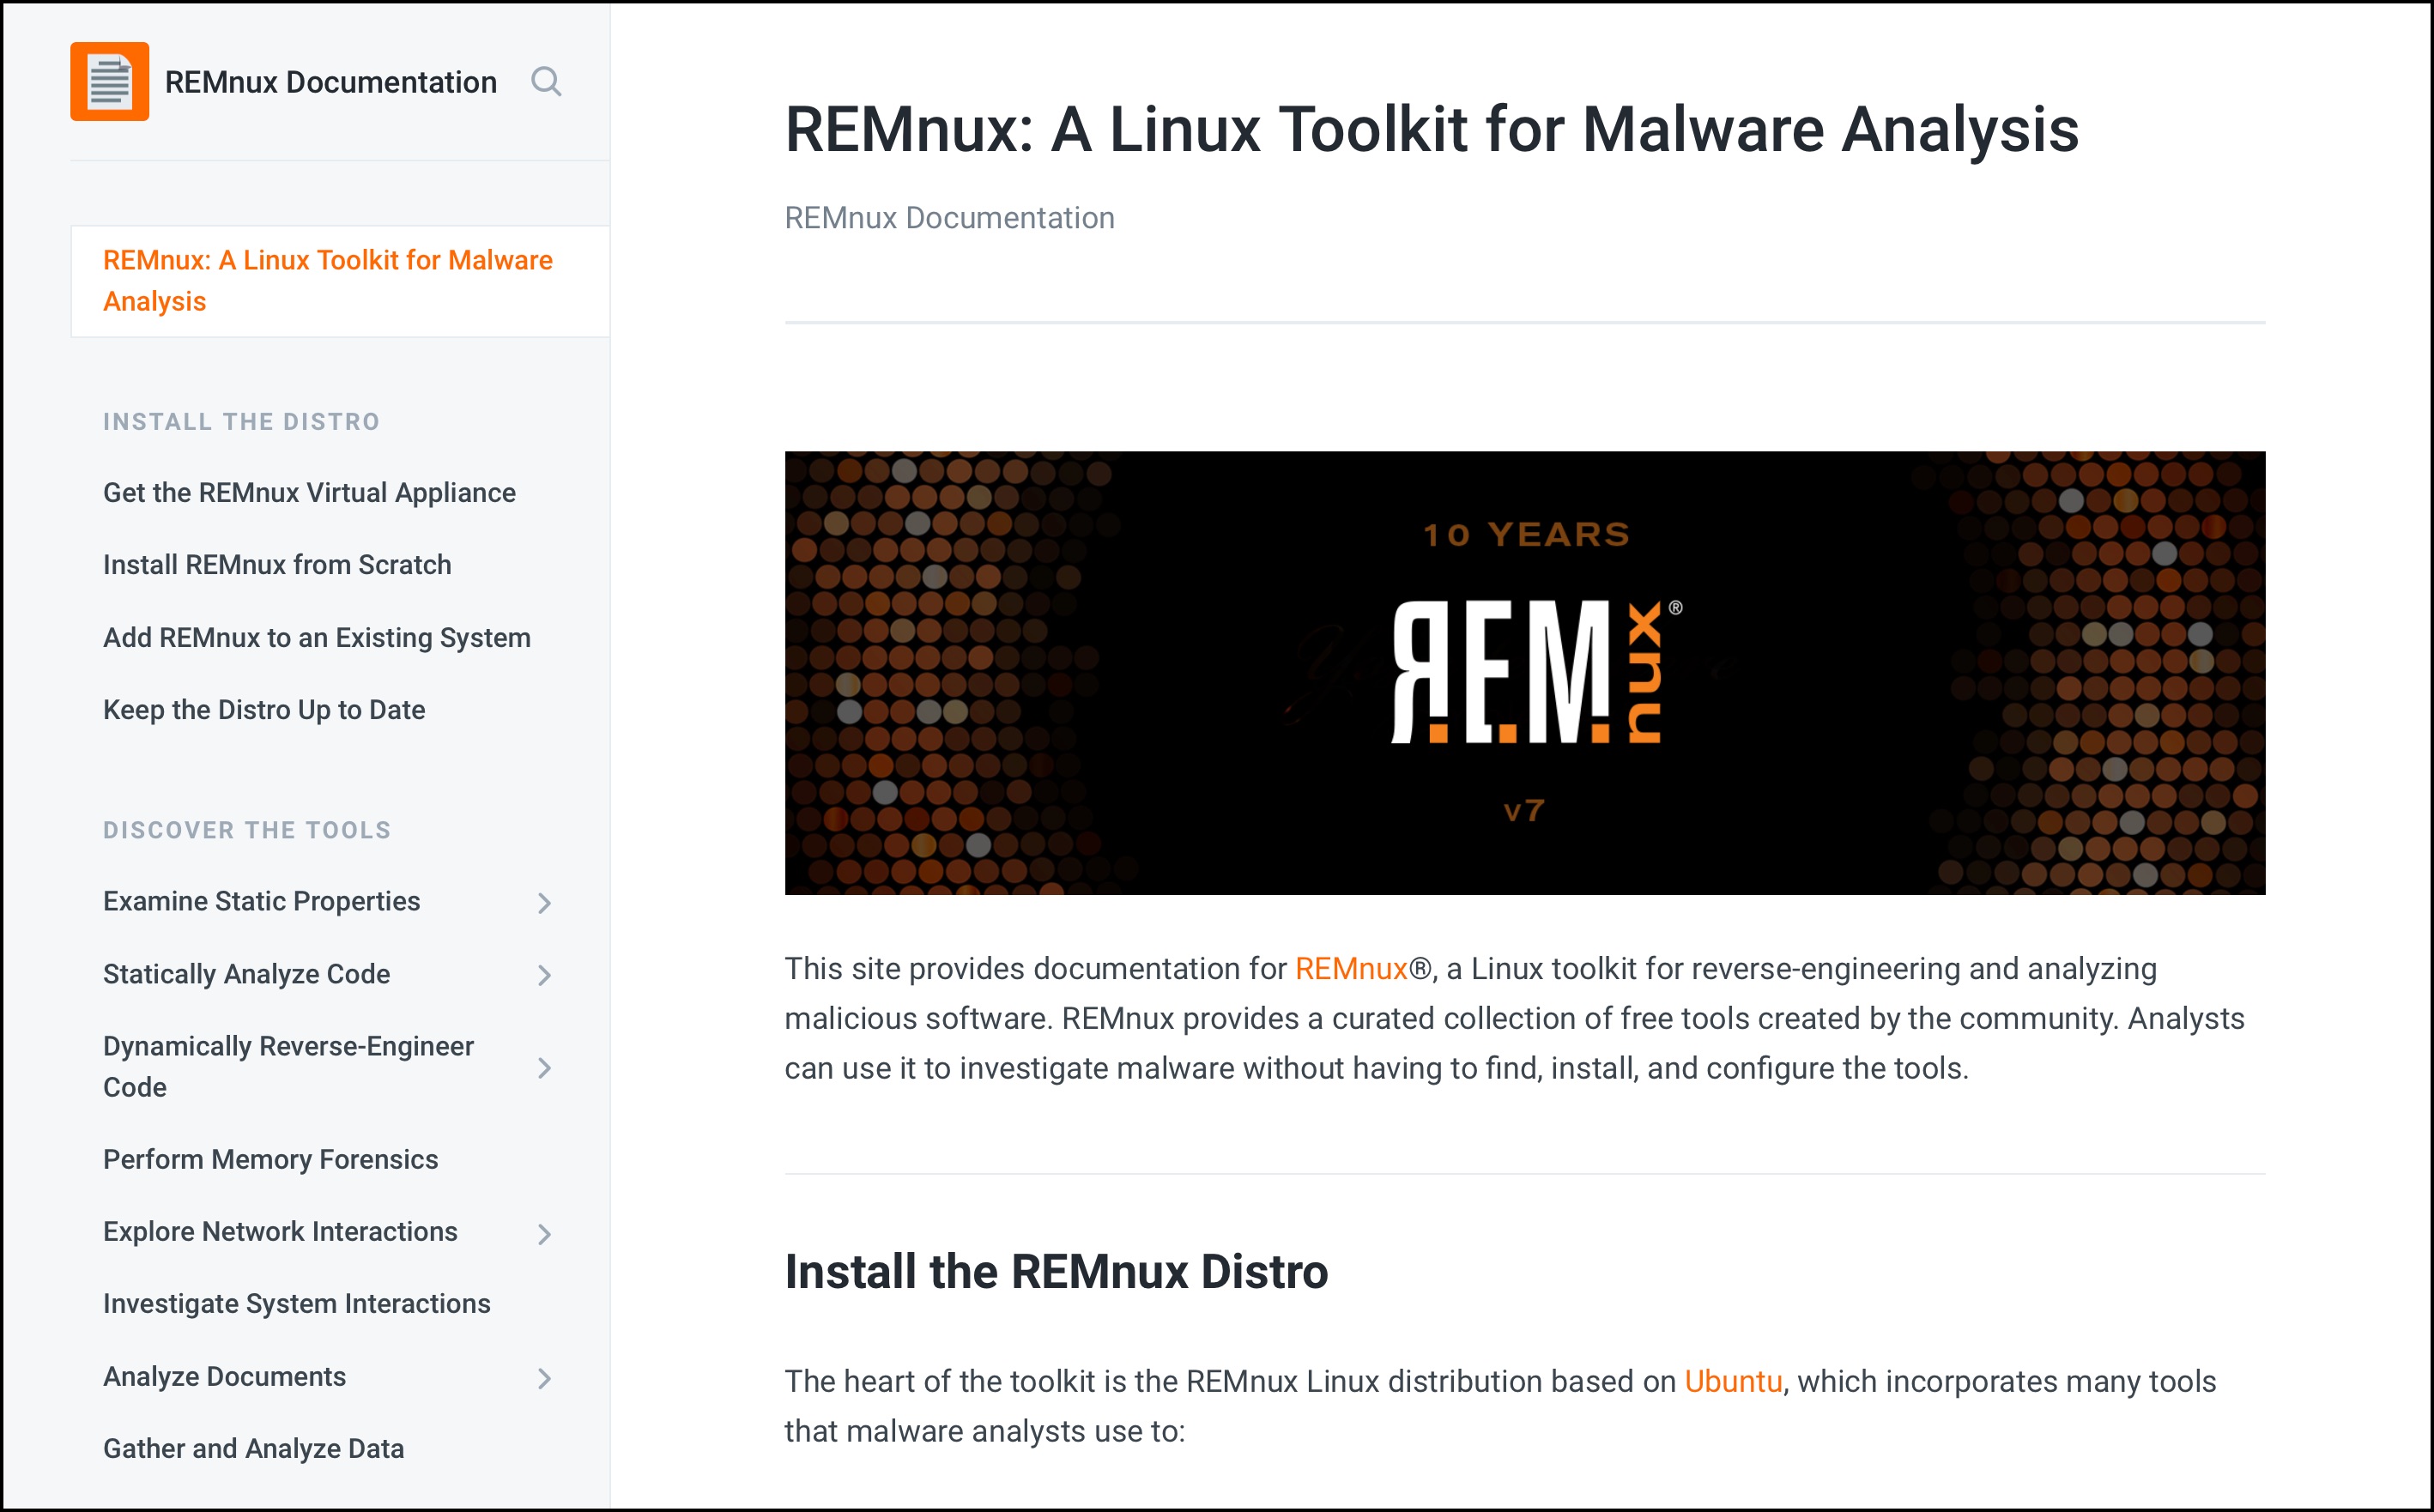 REMnux Documentation
REMnux: A Linux Toolkit for Malware
Analysis
INSTALL THE DISTRO
Get the REMnux Virtual Appliance
Install REMnux from Scratch
Add REMnux to an Existing System
Keep the Distro Up to Date
DISCOVER THE TOOLS
Examine Static Properties
Statically Analyze Code
Dynamically Reverse-Engineer
Code
Perform Memory Forensics
Explore Network Interactions
Investigate System Interactions
Analyze Documents
Gather and Analyze Data
REMnux: A Linux Toolkit for Malware Analysis
REMnux Documentation
10 YEARS
REMnux®
v7
This site provides documentation for REMnux®, a Linux toolkit for reverse-engineering and analyzing
malicious software. REMnux provides a curated collection of free tools created by the community. Analysts
can use it to investigate malware without having to find, install, and configure the tools.
Install the REMnux Distro
The heart of the toolkit is the REMnux Linux distribution based on Ubuntu, which incorporates many tools
that malware analysts use to: